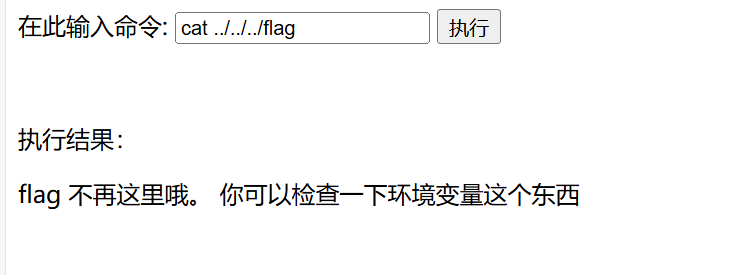 在此输入命令: cat ../../../flag 执行
执行结果：
flag 不再这里哦。 你可以检查一下环境变量这个东西